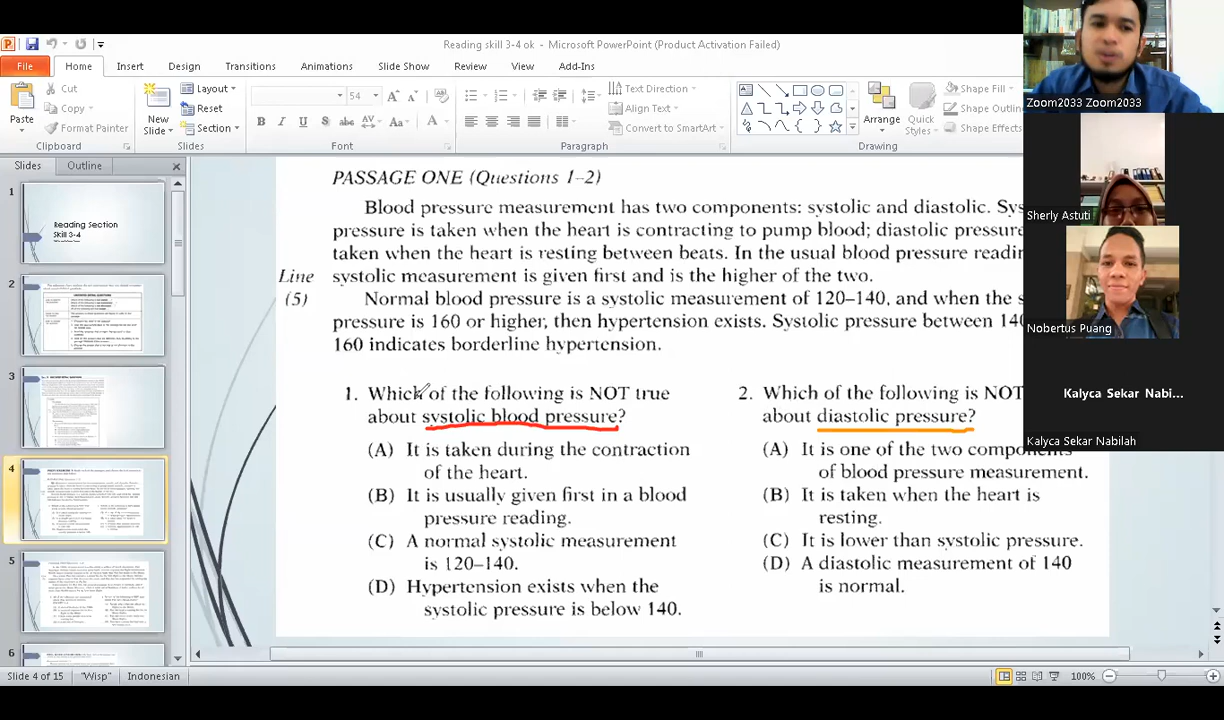 Reading skill 3-4 ok - Microsoft PowerPoint (Product Activation Failed)
File Home Insert Design Transitions Animations Slide Show Review View Add-Ins
Paste
Cut
Copy
Format Painter
Clipboard
New Slide
Layout
Reset
Section
Slides
54
Font
Paragraph
Text Direction
Align Text
Convert to SmartArt
Arrange
Quick Styles
Shape Fill
Shape Outlin
Shape Effects
Drawing
Zoom2033 Zoom2033
Sherly Astuti
Nobertus Puang
Kalyca Sekar Nabi...
Kalyca Sekar Nabilah
Slides Outline
1
Reading Section
Skill 3-4
2
3
4
5
6
PASSAGE ONE (Questions 1–2)
Blood pressure measurement has two components: systolic and diastolic. Sys
pressure is taken when the heart is contracting to pump blood; diastolic pressure
taken when the heart is resting between beats. In the usual blood pressure readin
Line systolic measurement is given first and is the higher of the two.
(5) Normal blood pressure is a systolic measurement of 120–140, and when the s
pressure is 160 or higher, then hypertension exists. Systolic pressure between 140
160 indicates borderline hypertension.
1. Which of the following is NOT true
about systolic blood pressure?
(A) It is taken during the contraction
of the heart.
(B) It is usually given first in a blood
pressure reading.
(C) A normal systolic measurement
is 120–140.
(D) Hypertension exists when the
systolic pressure is below 140.
2. Which of the following is NOT
about diastolic pressure?
(A) It is one of the two components
of blood pressure measurement.
(B) It is taken when the heart is
resting.
(C) It is lower than systolic pressure.
(D) A diastolic measurement of 140
is normal.
Slide 4 of 15 "Wisp" Indonesian 100%